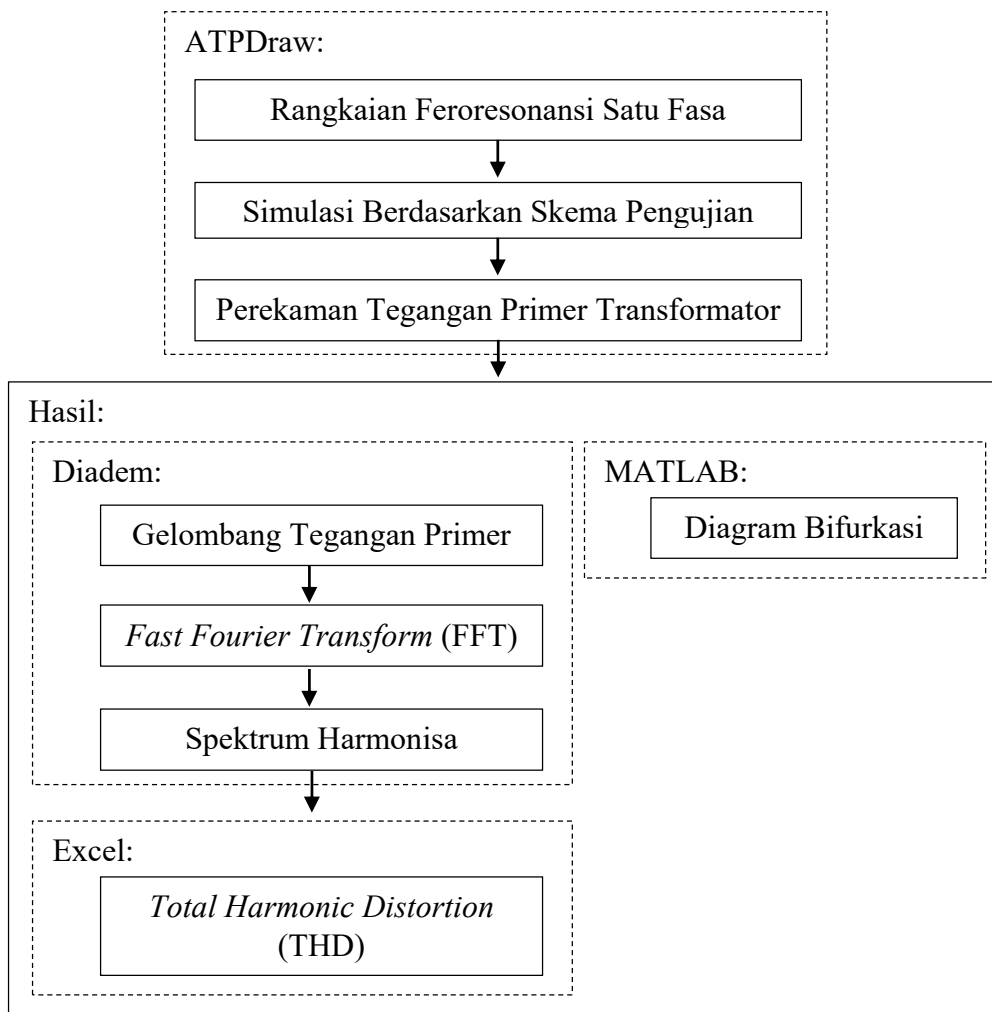 ATPDraw:
Rangkaian Feroresonansi Satu Fasa
Simulasi Berdasarkan Skema Pengujian
Perekaman Tegangan Primer Transformator
Hasil:
Diadem:
Gelombang Tegangan Primer
Fast Fourier Transform (FFT)
Spektrum Harmonisa
MATLAB:
Diagram Bifurkasi
Excel:
Total Harmonic Distortion
(THD)